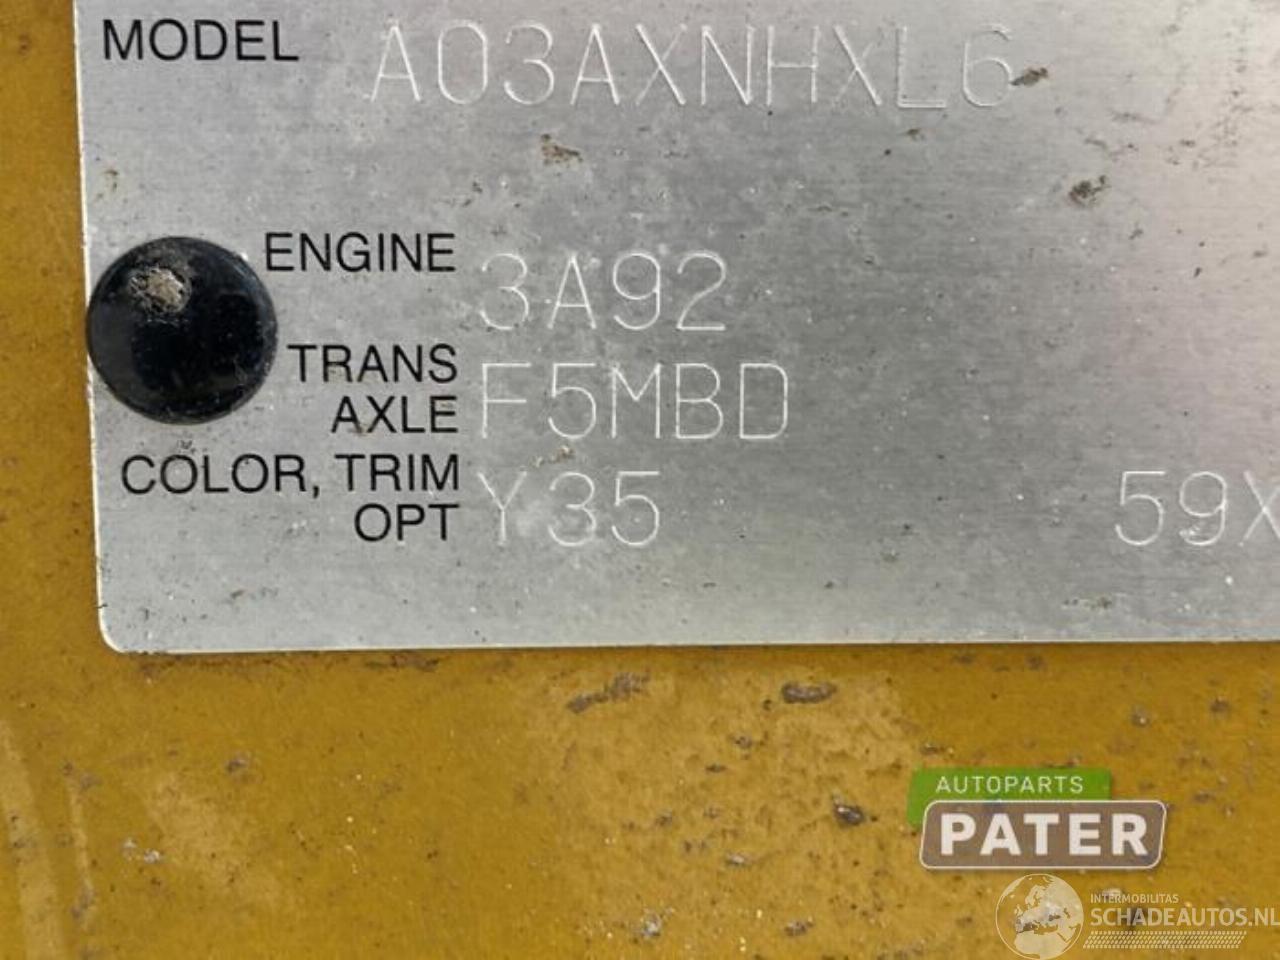 MODEL A03AXNHXL6
ENGINE 3A92
TRANS
AXLE F5MBD
COLOR, TRIM
OPT Y35 59X
AUTOPARTS
PATER
INTERMOBILITAS
SCHADEAUTOS.NL